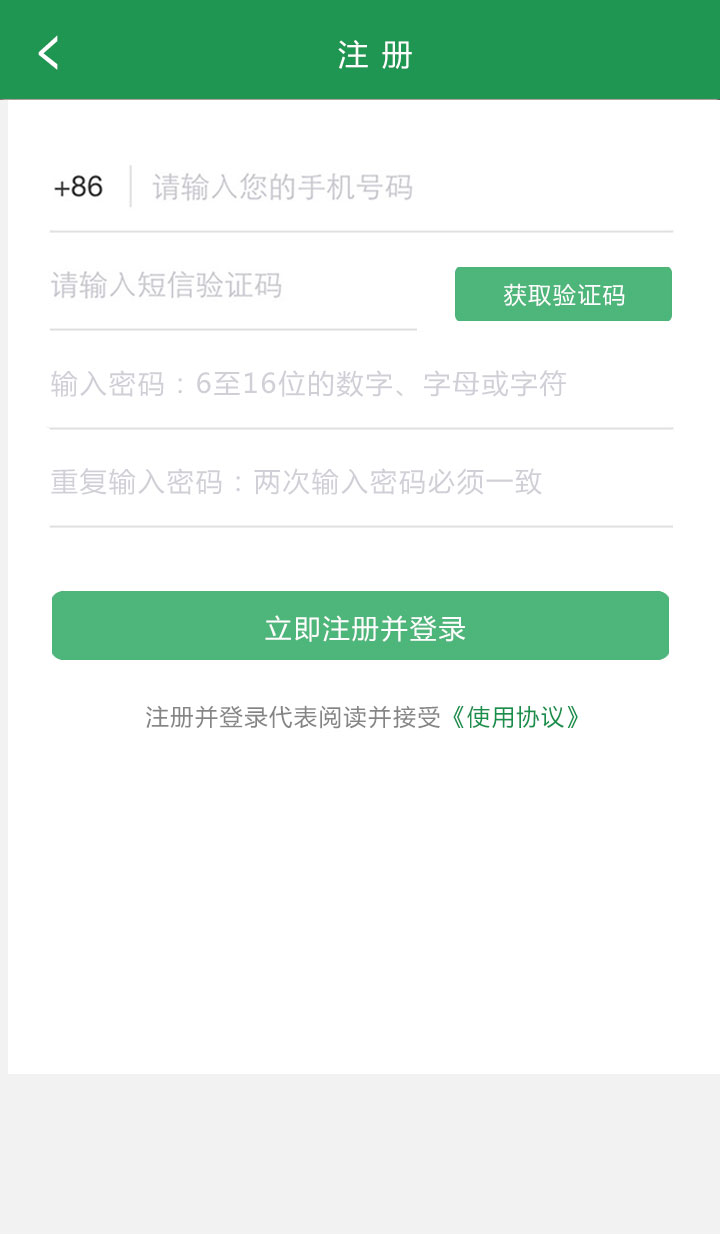 注 册
+86 请输入您的手机号码
请输入短信验证码 获取验证码
输入密码：6至16位的数字、字母或字符
重复输入密码：两次输入密码必须一致
立即注册并登录
注册并登录代表阅读并接受《使用协议》